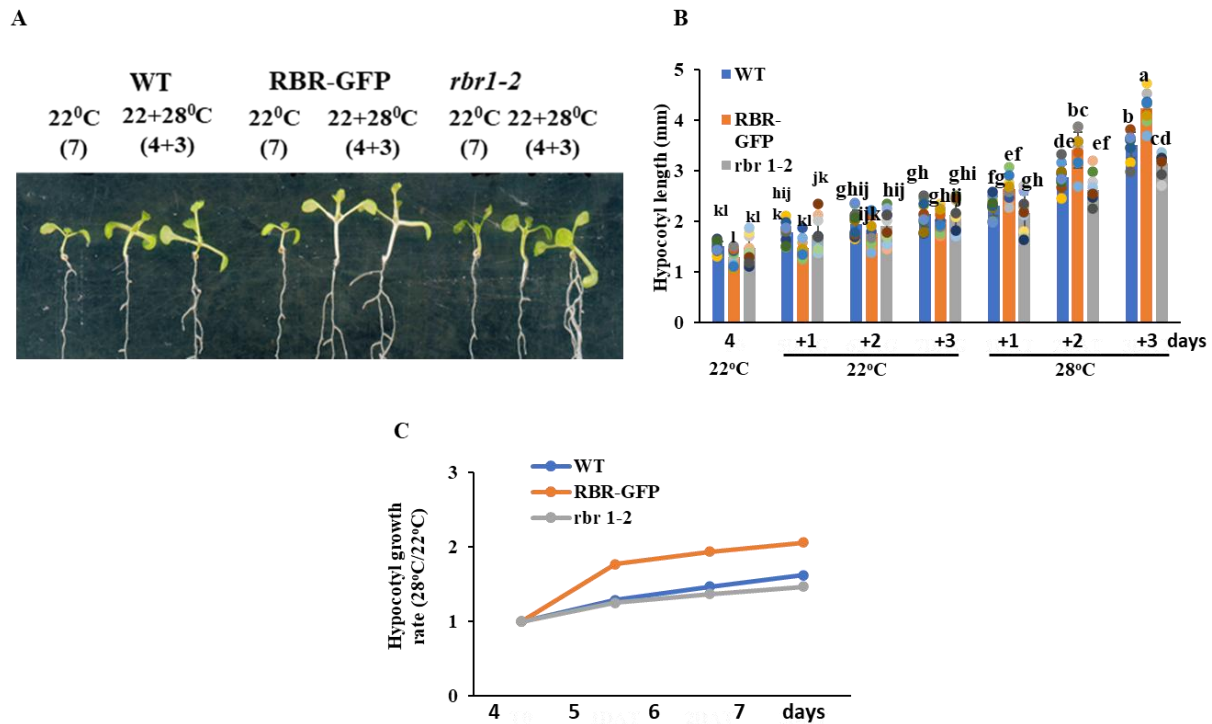 A
WT RBR-GFP rbr1-2
22⁰C 22+28⁰C 22⁰C 22+28⁰C 22⁰C 22+28⁰C
(7) (4+3) (7) (4+3) (7) (4+3)
B
Hypocotyl length (mm)
5
4
3
2
1
0
WT
RBR-
GFP
rbr 1-2
kl
l
kl
hij
k
kl
jk
ghij
ijk
hij
gh
ghij
ghi
fg
ef
gh
de
bc
ef
b
a
cd
4 +1 +2 +3 +1 +2 +3 days
22ºC 22ºC 28ºC
C
WT
RBR-GFP
rbr 1-2
Hypocotyl growth
rate (28ºC/22ºC)
3
2
1
0
4 5 6 7 days